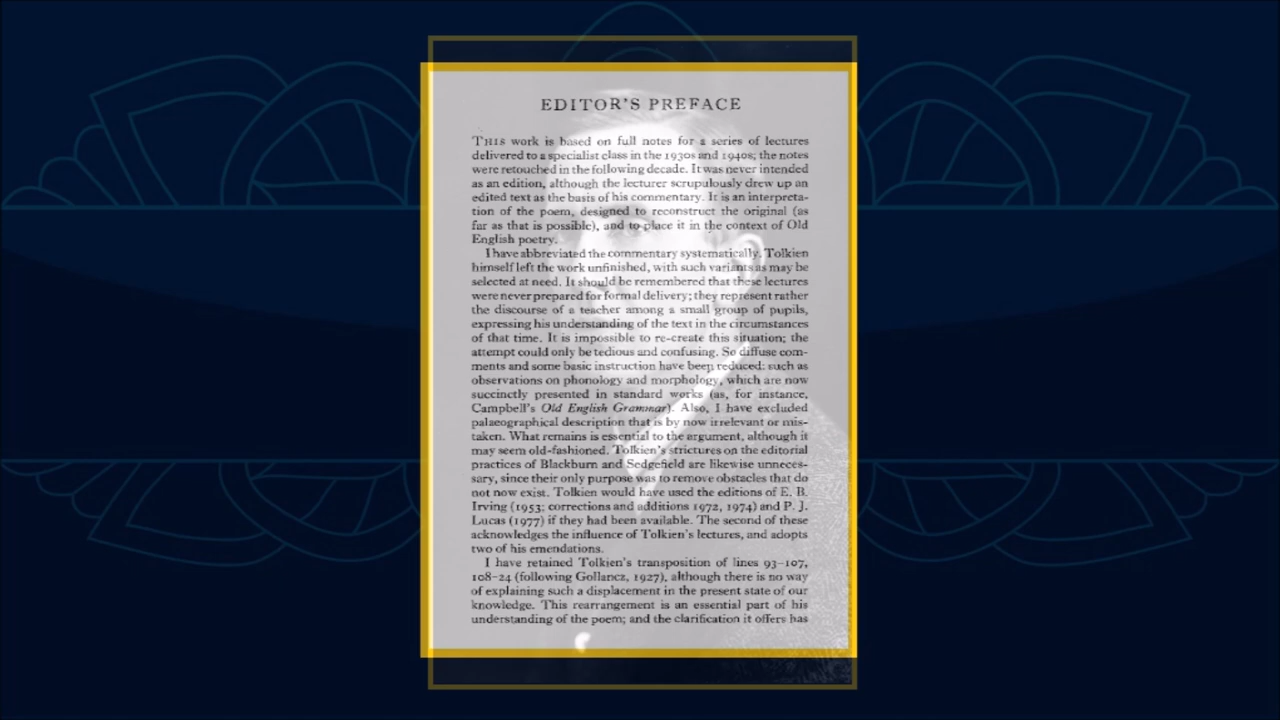 EDITOR'S PREFACE
THIS work is based on full notes for a series of lectures
delivered to a specialist class in the 1930s and 1940s; the notes
were retouched in the following decade. It was never intended
as an edition, although the lecturer scrupulously drew up an
edited text as the basis of his commentary. It is an interpreta-
tion of the poem, designed to reconstruct the original (as
far as that is possible), and to place it in the context of Old
English poetry.
I have abbreviated the commentary systematically. Tolkien
himself left the work unfinished, with such variants as may be
selected at need. It should be remembered that these lectures
were never prepared for formal delivery; they represent rather
the discourse of a teacher among a small group of pupils,
expressing his understanding of the text in the circumstances
of that time. It is impossible to re-create this situation; the
attempt could only be tedious and confusing. So diffuse com-
ments and some basic instruction have been reduced: such as
observations on phonology and morphology, which are now
succinctly presented in standard works (as, for instance,
Campbell's Old English Grammar). Also, I have excluded
palaeographical description that is by now irrelevant or mis-
taken. What remains is essential to the argument, although it
may seem old-fashioned. Tolkien's strictures on the editorial
practices of Blackburn and Sedgefield are likewise unneces-
sary, since their only purpose was to remove obstacles that do
not now exist. Tolkien would have used the editions of E. B.
Irving (1953; corrections and additions 1972, 1974) and P. J.
Lucas (1977) if they had been available. The second of these
acknowledges the influence of Tolkien's lectures, and adopts
two of his emendations.
I have retained Tolkien's transposition of lines 93–107,
108–24 (following Gollancz, 1927), although there is no way
of explaining such a displacement in the present state of our
knowledge. This rearrangement is an essential part of his
understanding of the poem; and the clarification it offers has